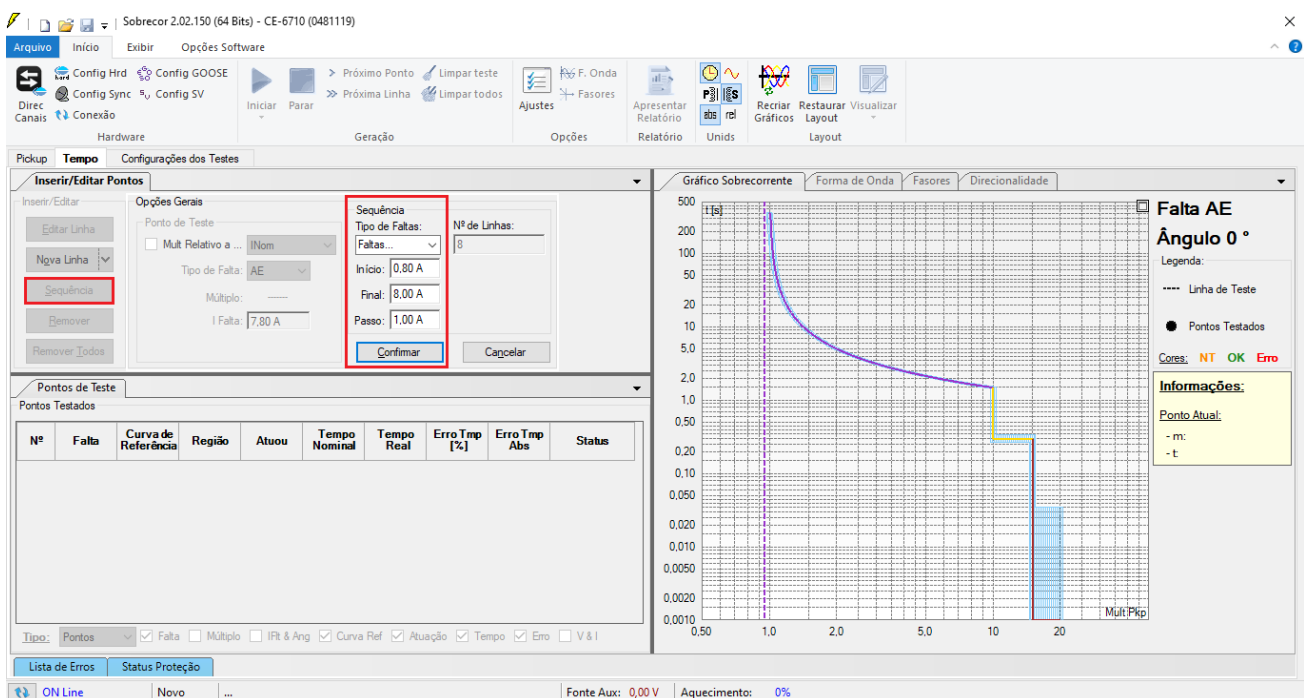 Sobrecor 2.02.150 (64 Bits) - CE-6710 (0481119)
Arquivo Início Exibir Opções Software
Direc Canais
Config Hrd Config GOOSE
Config Sync Config SV
Conexão
Hardware
Iniciar Parar
Próximo Ponto Limpar teste
Próxima Linha Limpar todos
Geração
Ajustes
F. Onda
Fasores
Opções
Apresentar Relatório
Relatório
abs rel
Unids
Recriar Gráficos
Restaurar Layout
Visualizar
Layout
Pickup Tempo Configurações dos Testes
Inserir/Editar Pontos
Inserir/Editar
Editar Linha
Nova Linha
Sequência
Remover
Remover Todos
Opções Gerais
Ponto de Teste
Mult Relativo a ... INom
Tipo de Falta: AE
Múltiplo: ——
I Falta: 7,80 A
Sequência
Tipo de Faltas:
Faltas...
Início: 0,80 A
Final: 8,00 A
Passo: 1,00 A
Nº de Linhas:
8
Confirmar Cancelar
Pontos de Teste
Pontos Testados
Nº Falta Curva de Referência Região Atuou Tempo Nominal Tempo Real Erro Tmp [%] Erro Tmp Abs Status
Tipo: Pontos Falta Múltiplo IFlt & Ang Curva Ref Atuação Tempo Erro V & I
Gráfico Sobrecorrente Forma de Onda Fasores Direcionalidade
t [s]
500
200
100
50
20
10
5,0
2,0
1,0
0,50
0,20
0,10
0,050
0,020
0,010
0,0050
0,0020
0,0010
Mult Pkp
0,50 1,0 2,0 5,0 10 20
Falta AE
Ângulo 0 °
Legenda:
Linha de Teste
Pontos Testados
Cores: NT OK Erro
Informações:
Ponto Atual:
- m:
- t:
Lista de Erros Status Proteção
ON Line Novo ... Fonte Aux: 0,00 V Aquecimento: 0%